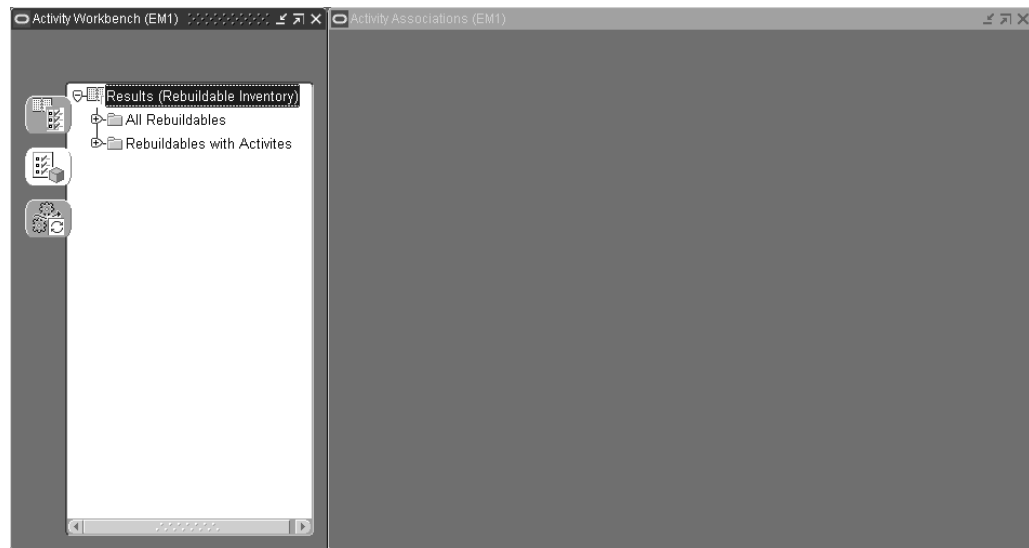 Activity Workbench (EM1)
Activity Associations (EM1)
Results (Rebuildable Inventory)
All Rebuildables
Rebuildables with Activites